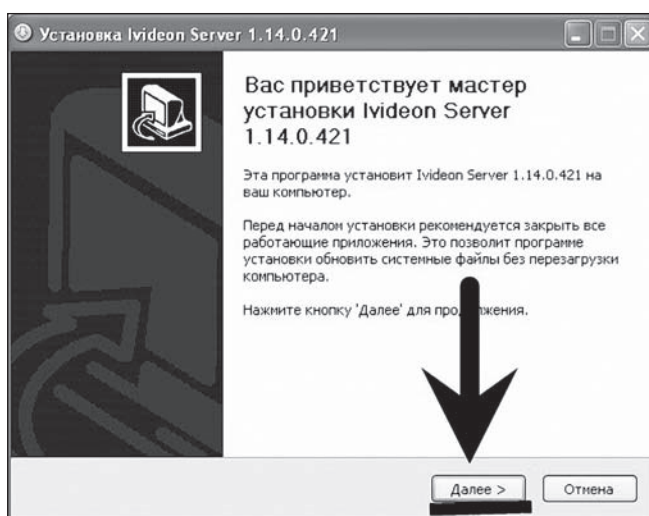 Установка Ivideon Server 1.14.0.421
Вас приветствует мастер
установки Ivideon Server
1.14.0.421
Эта программа установит Ivideon Server 1.14.0.421 на
ваш компьютер.
Перед началом установки рекомендуется закрыть все
работающие приложения. Это позволит программе
установки обновить системные файлы без перезагрузки
компьютера.
Нажмите кнопку 'Далее' для продолжения.
Далее >
Отмена